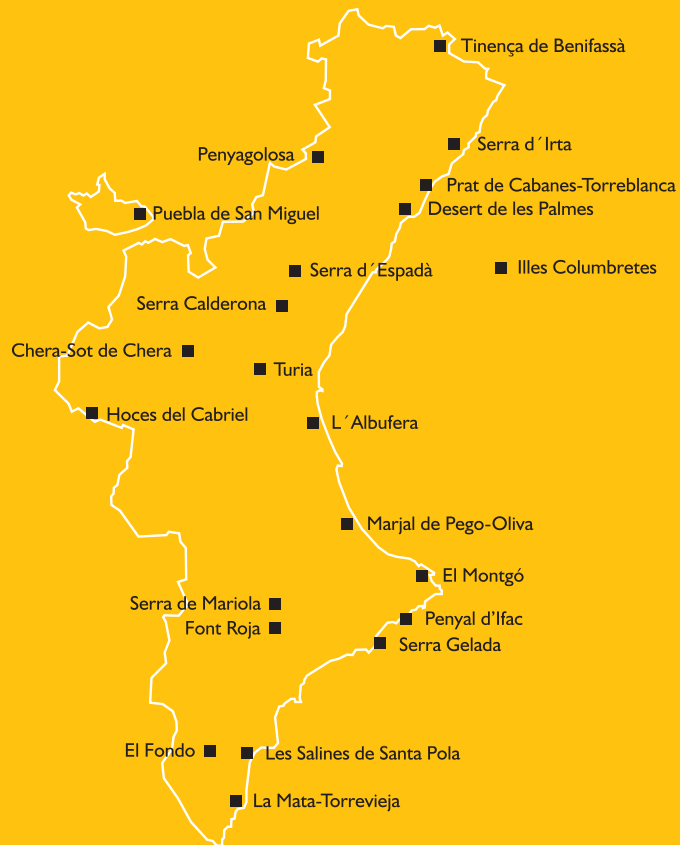 Tinença de Benifassà
Serra d´Irta
Penyagolosa
Prat de Cabanes-Torreblanca
Desert de les Palmes
Puebla de San Miguel
Illes Columbretes
Serra d´Espadà
Serra Calderona
Chera-Sot de Chera
Turia
Hoces del Cabriel
L´Albufera
Marjal de Pego-Oliva
El Montgó
Serra de Mariola
Penyal d’Ifac
Font Roja
Serra Gelada
El Fondo
Les Salines de Santa Pola
La Mata-Torrevieja